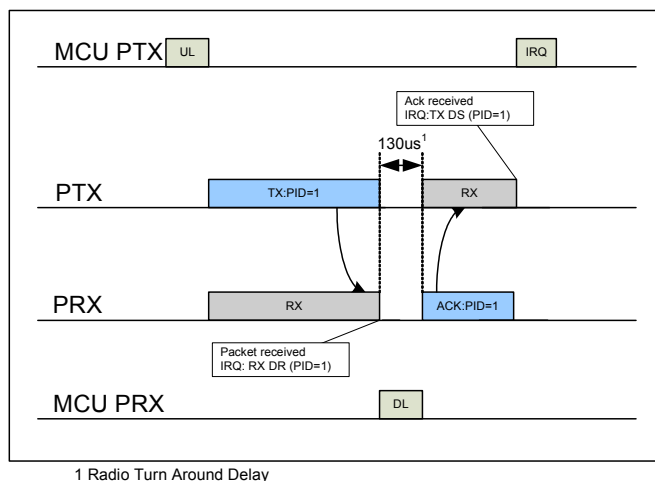 MCU PTX
UL
IRQ
Ack received
IRQ:TX DS (PID=1)
130us1
PTX
TX:PID=1
RX
PRX
RX
ACK:PID=1
Packet received
IRQ: RX DR (PID=1)
MCU PRX
DL
1 Radio Turn Around Delay